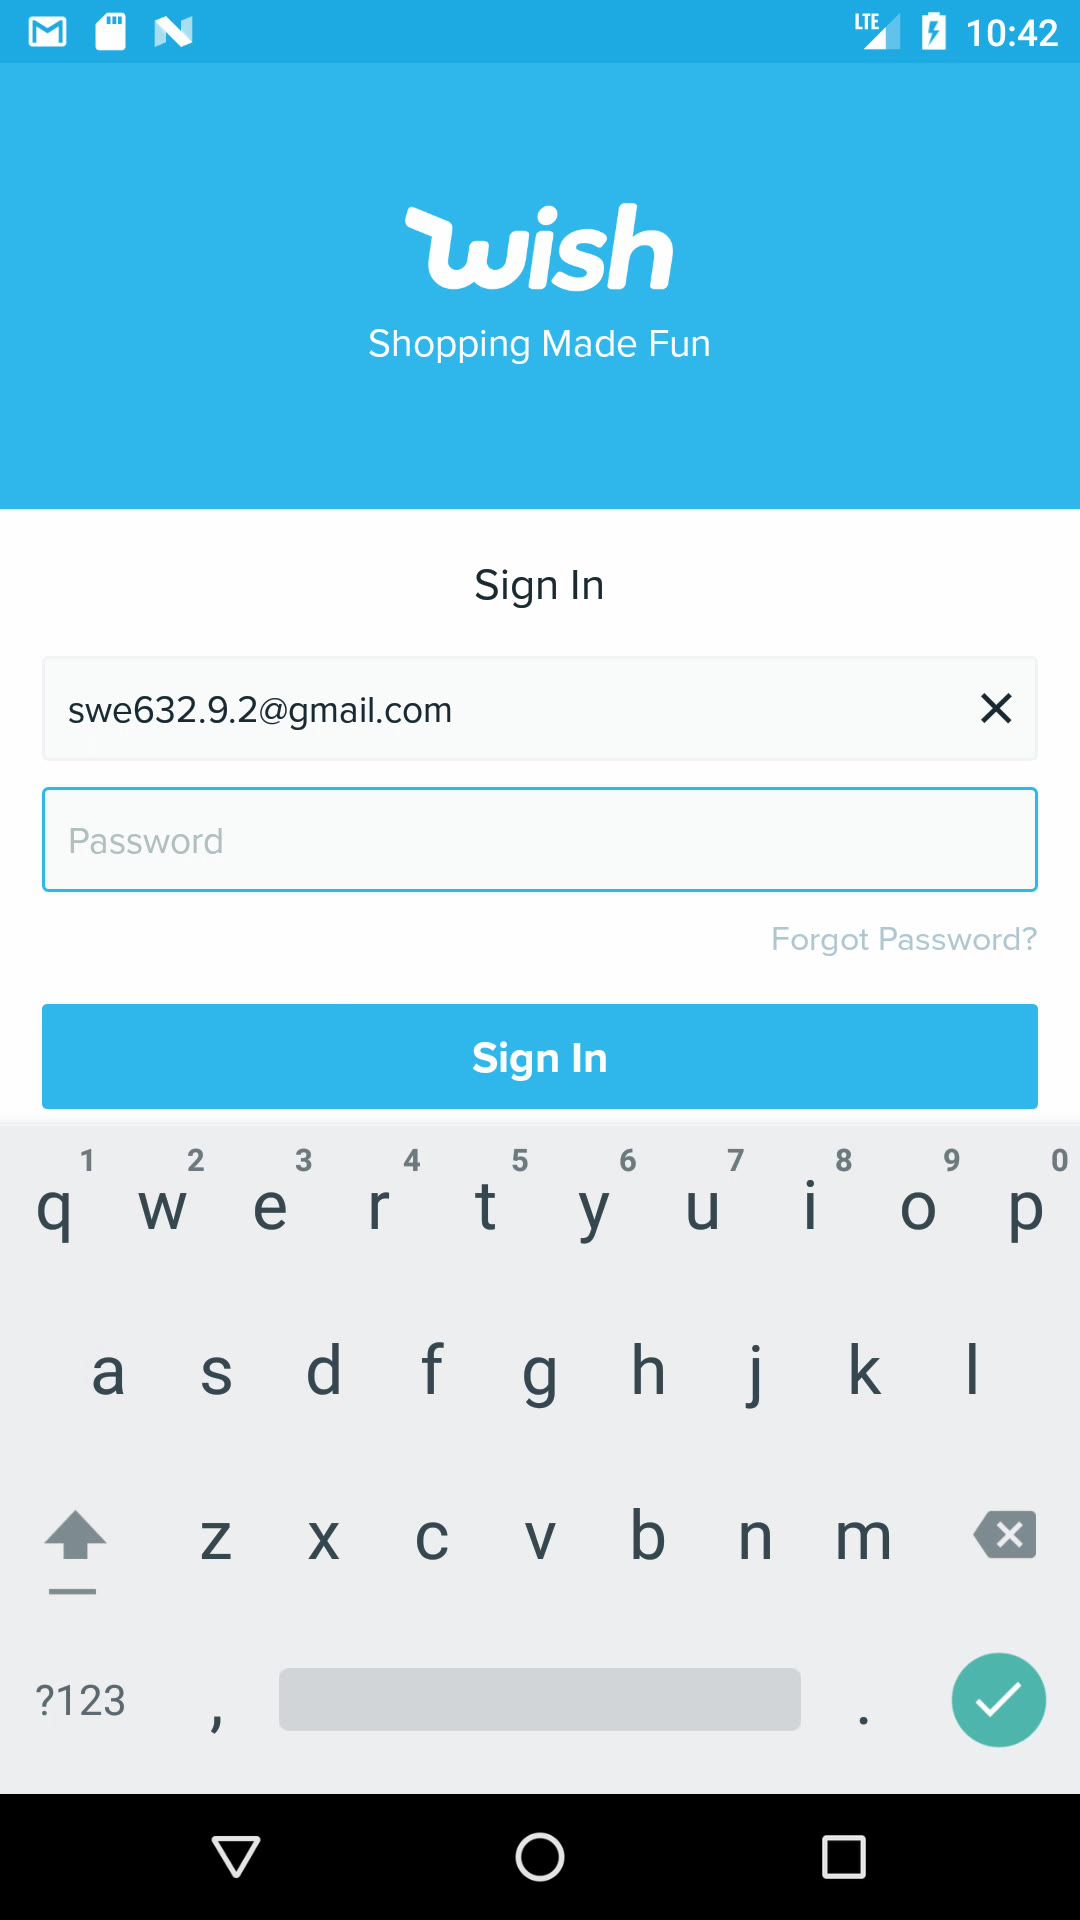 LTE 10:42
wish
Shopping Made Fun
Sign In
swe632.9.2@gmail.com
Password
Forgot Password?
Sign In
1 2 3 4 5 6 7 8 9 0
q w e r t y u i o p
a s d f g h j k l
z x c v b n m
?123 , .